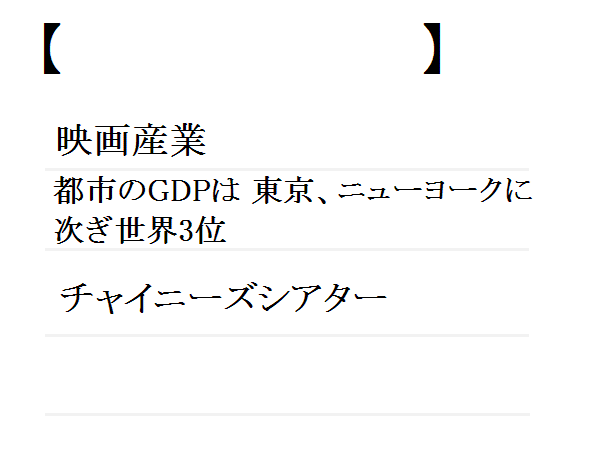 【 】
映画産業
都市のGDPは 東京、ニューヨークに
次ぎ世界3位
チャイニーズシアター